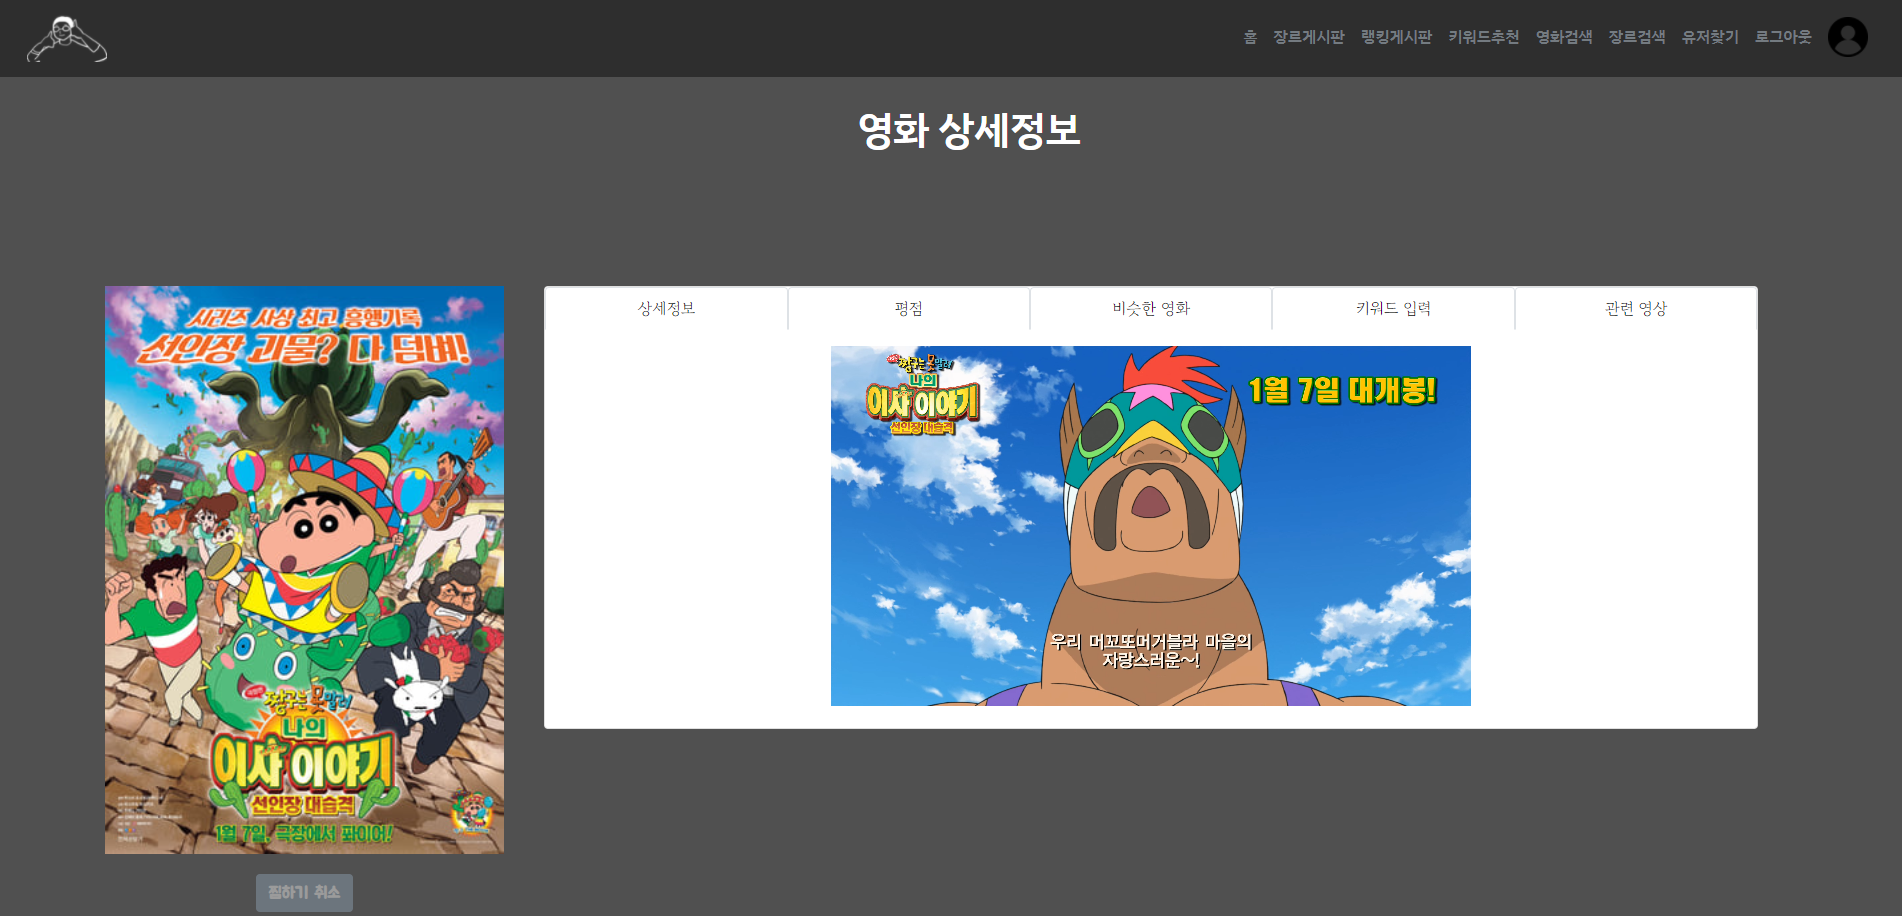 홈 장르게시판 랭킹게시판 키워드추천 영화검색 장르검색 유저찾기 로그아웃
영화 상세정보
시리즈 사상 최고 흥행기록
선인장 괴물? 다 덤벼!
짱구는 못말려
나의
이사 이야기
선인장 대습격
1월 7일, 극장에서 퐈이어!
찜하기 취소
상세정보 평점 비슷한 영화 키워드 입력 관련 영상
짱구는 못말려
나의
이사 이야기
선인장 대습격
1월 7일 대개봉!
우리 머꼬또머거블라 마을의
자랑스러운~!